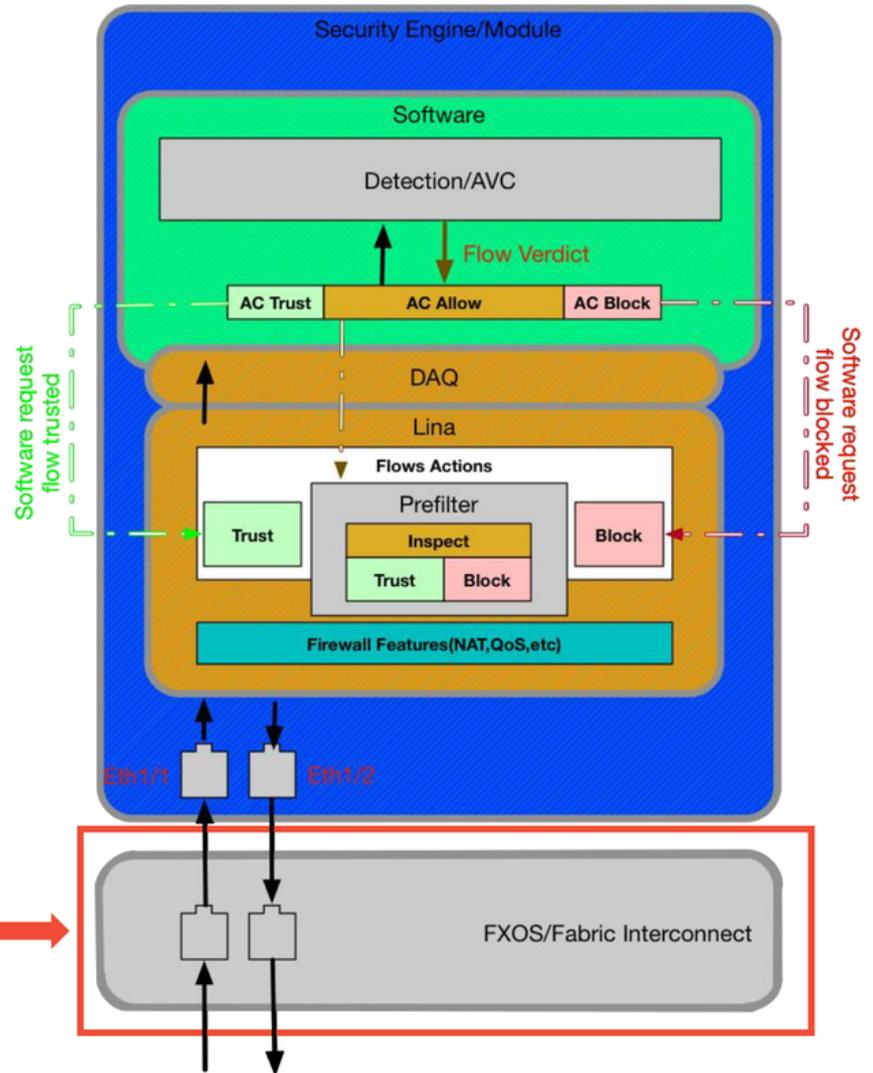 Security Engine/Module
Software
Detection/AVC
Flow Verdict
AC Trust
AC Allow
AC Block
Software request
flow trusted
Software request
flow blocked
DAQ
Lina
Flows Actions
Prefilter
Trust
Inspect
Trust
Block
Block
Firewall Features(NAT,QoS,etc)
Eth1/1
Eth1/2
FXOS/Fabric Interconnect